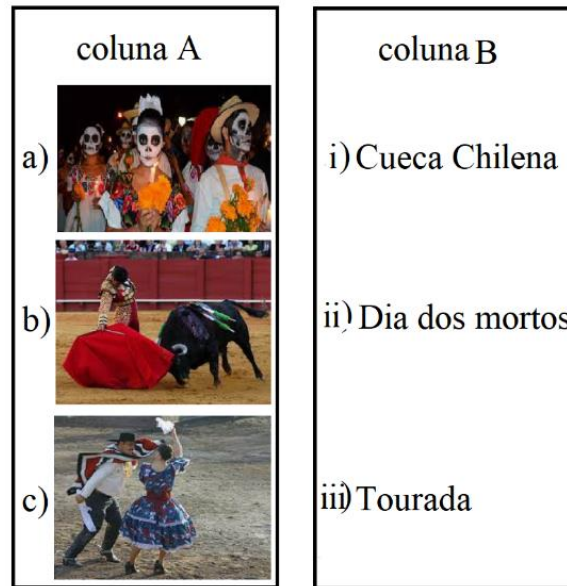 coluna A
a)
b)
c)
coluna B
i) Cueca Chilena
ii) Dia dos mortos
iii) Tourada